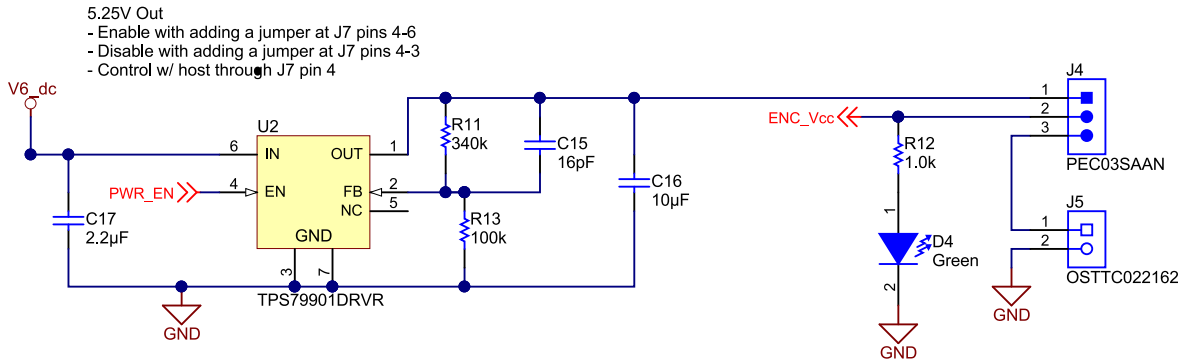 5.25V Out
- Enable with adding a jumper at J7 pins 4-6
- Disable with adding a jumper at J7 pins 4-3
- Control w/ host through J7 pin 4
V6_dc
U2
6 IN
OUT 1
PWR_EN
4 EN
FB 2
NC 5
GND
3
7
TPS79901DRVR
C17
2.2µF
GND
R11
340k
C15
16pF
R13
100k
C16
10µF
ENC_Vcc
R12
1.0k
1
D4
Green
2
GND
J4
1
2
3
PEC03SAAN
J5
1
2
OSTTC022162
GND